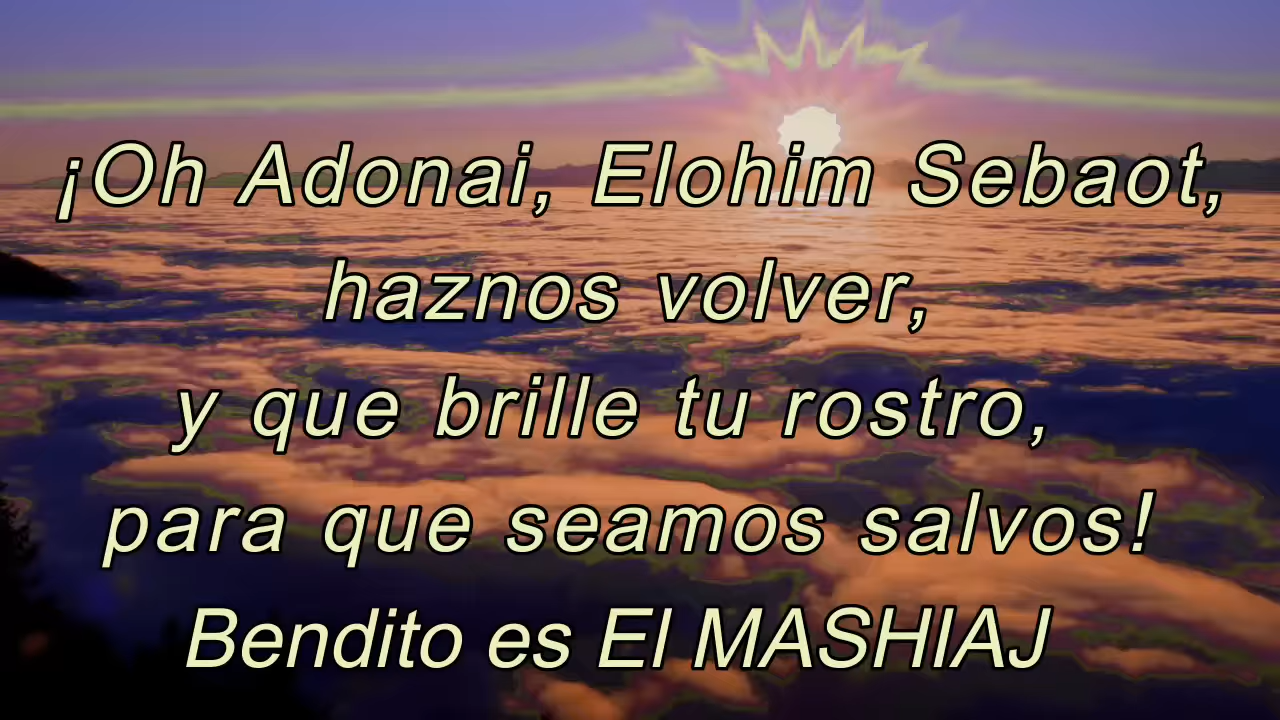 ¡Oh Adonai, Elohim Sebaot,
haznos volver,
y que brille tu rostro,
para que seamos salvos!
Bendito es El MASHIAJ